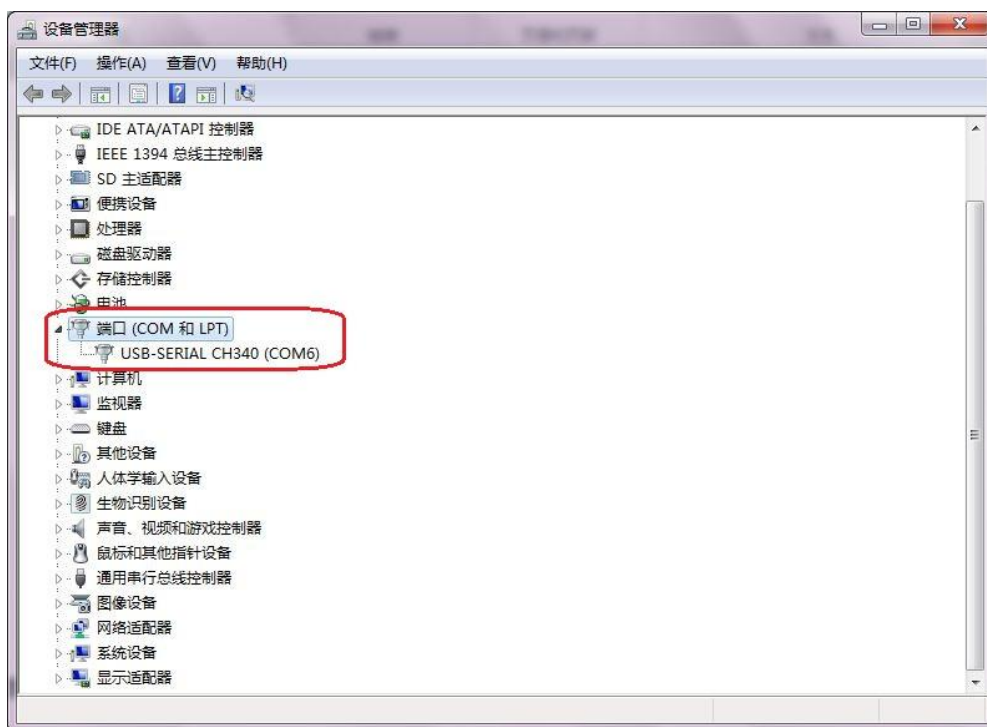 设备管理器
文件(F) 操作(A) 查看(V) 帮助(H)
IDE ATA/ATAPI 控制器
IEEE 1394 总线主控制器
SD 主适配器
便携设备
处理器
磁盘驱动器
存储控制器
电池
端口 (COM 和 LPT)
USB-SERIAL CH340 (COM6)
计算机
监视器
键盘
其他设备
人体学输入设备
生物识别设备
声音、视频和游戏控制器
鼠标和其他指针设备
通用串行总线控制器
图像设备
网络适配器
系统设备
显示适配器